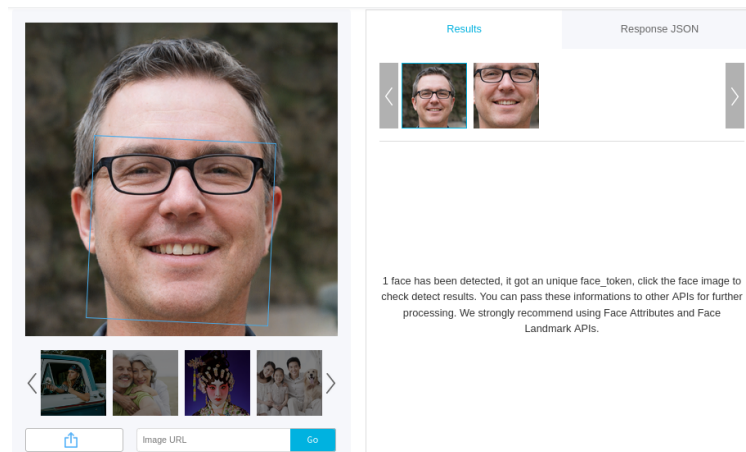 Results
Response JSON
1 face has been detected, it got an unique face_token, click the face image to
check detect results. You can pass these informations to other APIs for further
processing. We strongly recommend using Face Attributes and Face
Landmark APIs.
Image URL
Go